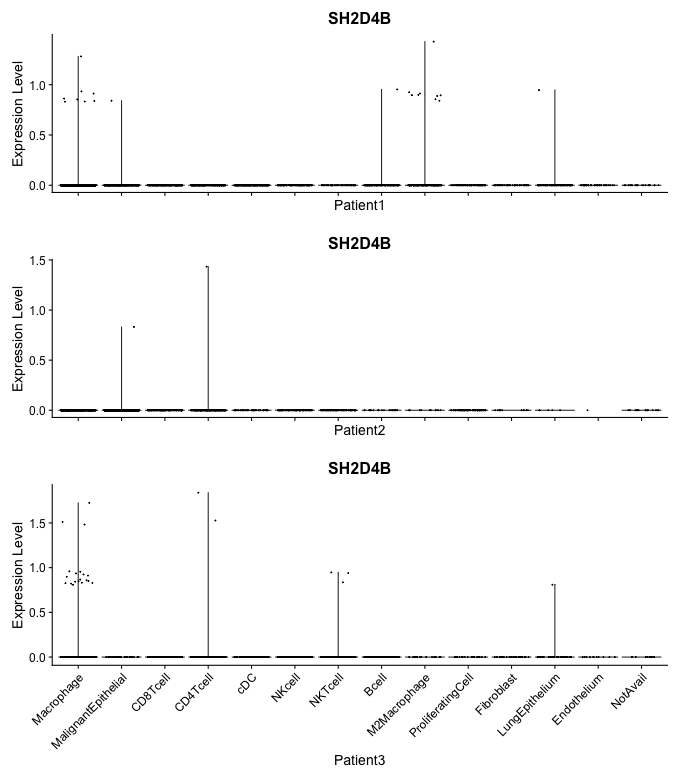 SH2D4B
Expression Level
1.0
0.5
0.0
Patient1
SH2D4B
Expression Level
1.5
1.0
0.5
0.0
Patient2
SH2D4B
Expression Level
1.5
1.0
0.5
0.0
Macrophage
MalignantEpithelial
CD8Tcell
CD4Tcell
cDC
NKcell
NKTcell
Bcell
M2Macrophage
ProliferatingCell
Fibroblast
LungEpithelium
Endothelium
NotAvail
Patient3